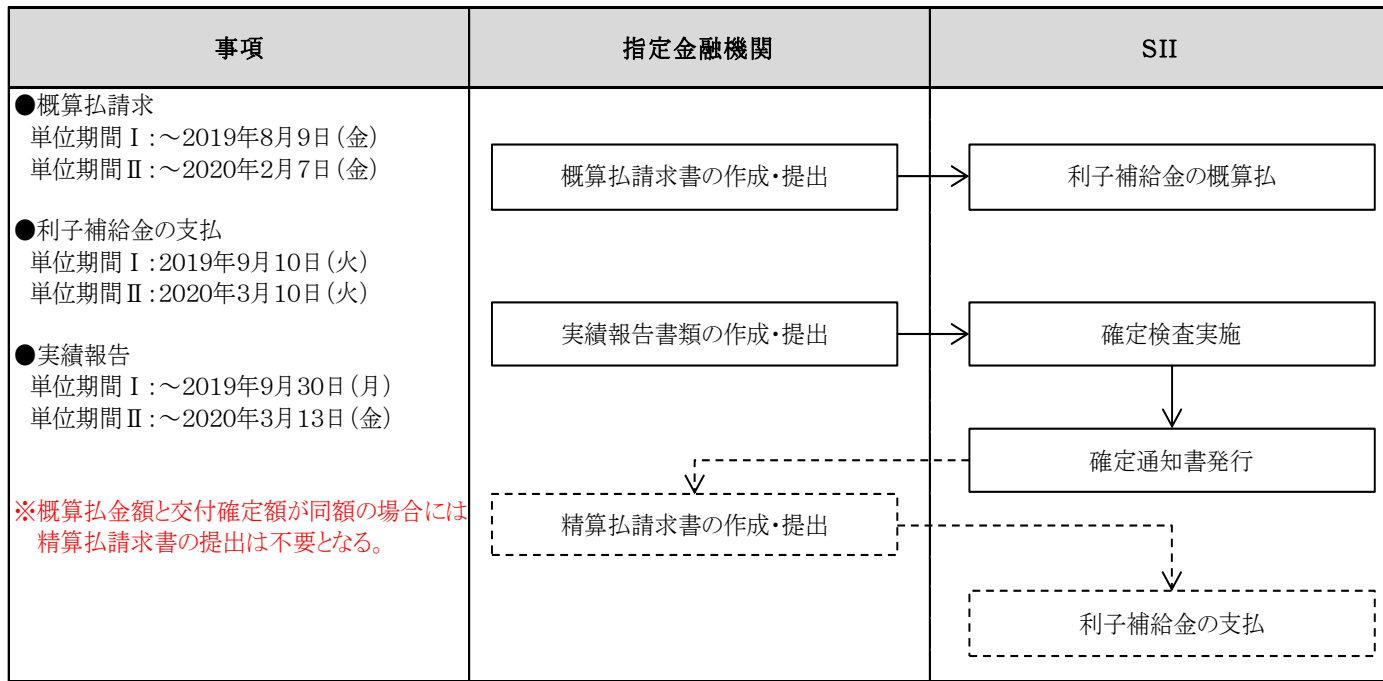 事項
指定金融機関
SII
●概算払請求
単位期間Ⅰ:～2019年8月9日(金)
単位期間Ⅱ:～2020年2月7日(金)
●利子補給金の支払
単位期間Ⅰ:2019年9月10日(火)
単位期間Ⅱ:2020年3月10日(火)
●実績報告
単位期間Ⅰ:～2019年9月30日(月)
単位期間Ⅱ:～2020年3月13日(金)
※概算払金額と交付確定額が同額の場合には
精算払請求書の提出は不要となる。
概算払請求書の作成・提出
利子補給金の概算払
実績報告書類の作成・提出
確定検査実施
確定通知書発行
精算払請求書の作成・提出
利子補給金の支払